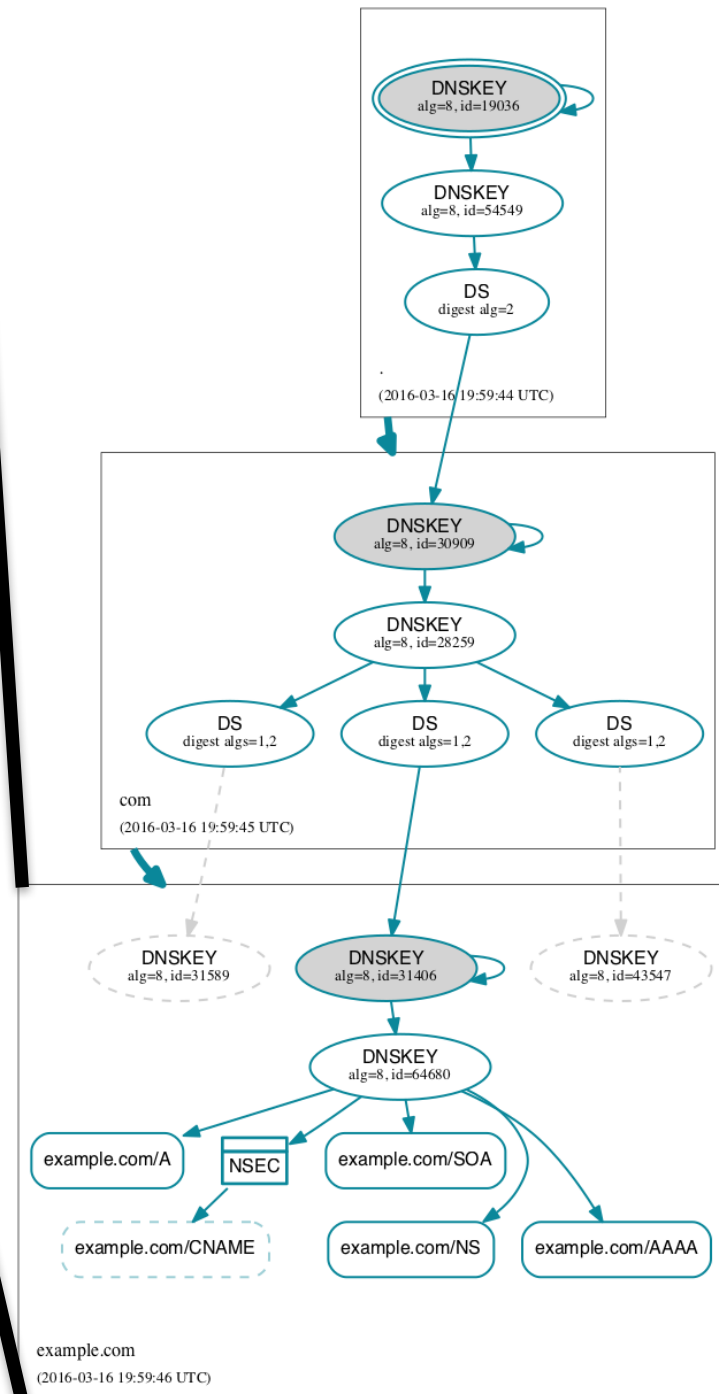 DNSKEY
alg=8, id=19036
DNSKEY
alg=8, id=54549
DS
digest alg=2
.
(2016-03-16 19:59:44 UTC)
DNSKEY
alg=8, id=30909
DNSKEY
alg=8, id=28259
DS
digest algs=1,2
DS
digest algs=1,2
DS
digest algs=1,2
com
(2016-03-16 19:59:45 UTC)
DNSKEY
alg=8, id=31589
DNSKEY
alg=8, id=31406
DNSKEY
alg=8, id=43547
DNSKEY
alg=8, id=64680
example.com/A
NSEC
example.com/SOA
example.com/CNAME
example.com/NS
example.com/AAAA
example.com
(2016-03-16 19:59:46 UTC)